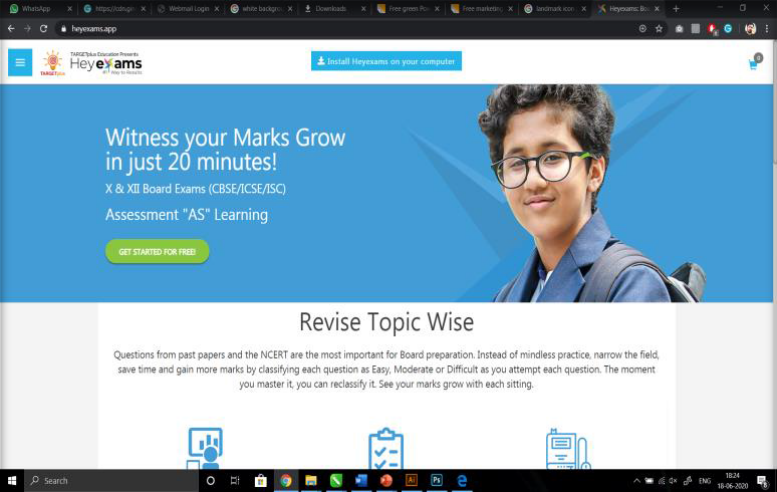 WhatsApp
https://cdnugm
Webmail Login
white backgrou
Downloads
Free green Pow
Free marketing
landmark icon
Heyexams: Bo
heyexams.app
TARGETplus
TARGETplus Education Presents
Heyexams
Way to Results
Install Heyexams on your computer
0
Witness your Marks Grow
in just 20 minutes!
X & XII Board Exams (CBSE/ICSE/ISC)
Assessment "AS" Learning
GET STARTED FOR FREE!
Revise Topic Wise
Questions from past papers and the NCERT are the most important for Board preparation. Instead of mindless practice, narrow the field,
save time and gain more marks by classifying each question as Easy, Moderate or Difficult as you attempt each question. The moment
you master it, you can reclassify it. See your marks grow with each sitting.
Search
Ai
Ps
ENG
18:24
18-06-2020